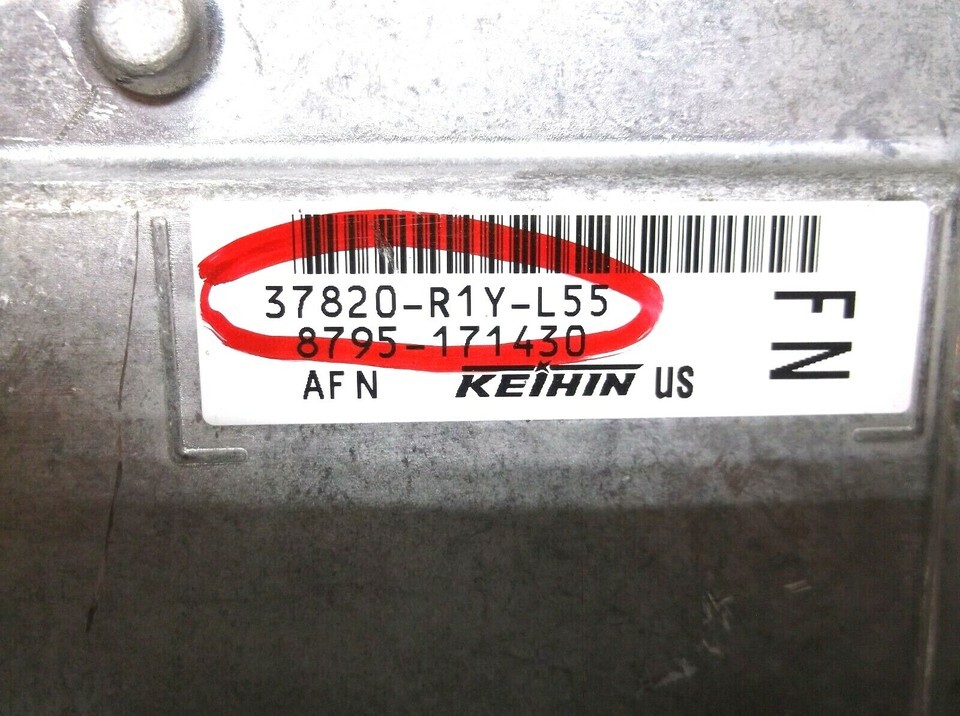 37820-R1Y-L55
8795-171430
AFN KEIHIN US
FN